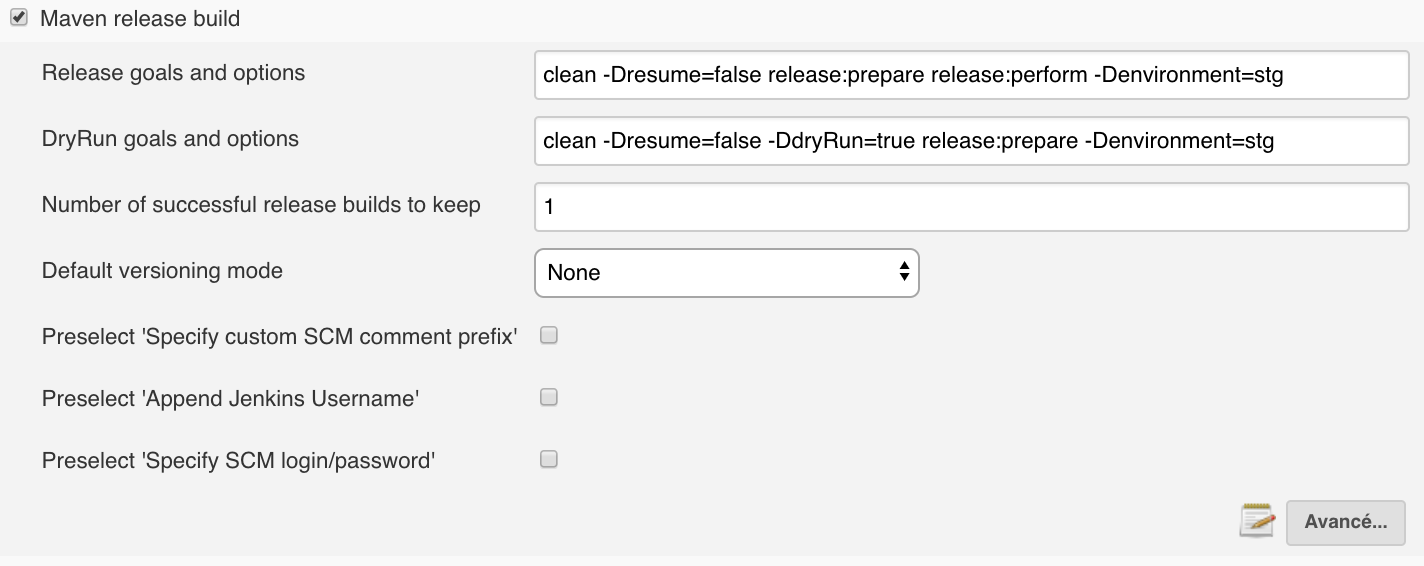 Maven release build
Release goals and options
clean -Dresume=false release:prepare release:perform -Denvironment=stg
DryRun goals and options
clean -Dresume=false -DdryRun=true release:prepare -Denvironment=stg
Number of successful release builds to keep
1
Default versioning mode
None
Preselect 'Specify custom SCM comment prefix'
Preselect 'Append Jenkins Username'
Preselect 'Specify SCM login/password'
Avancé...